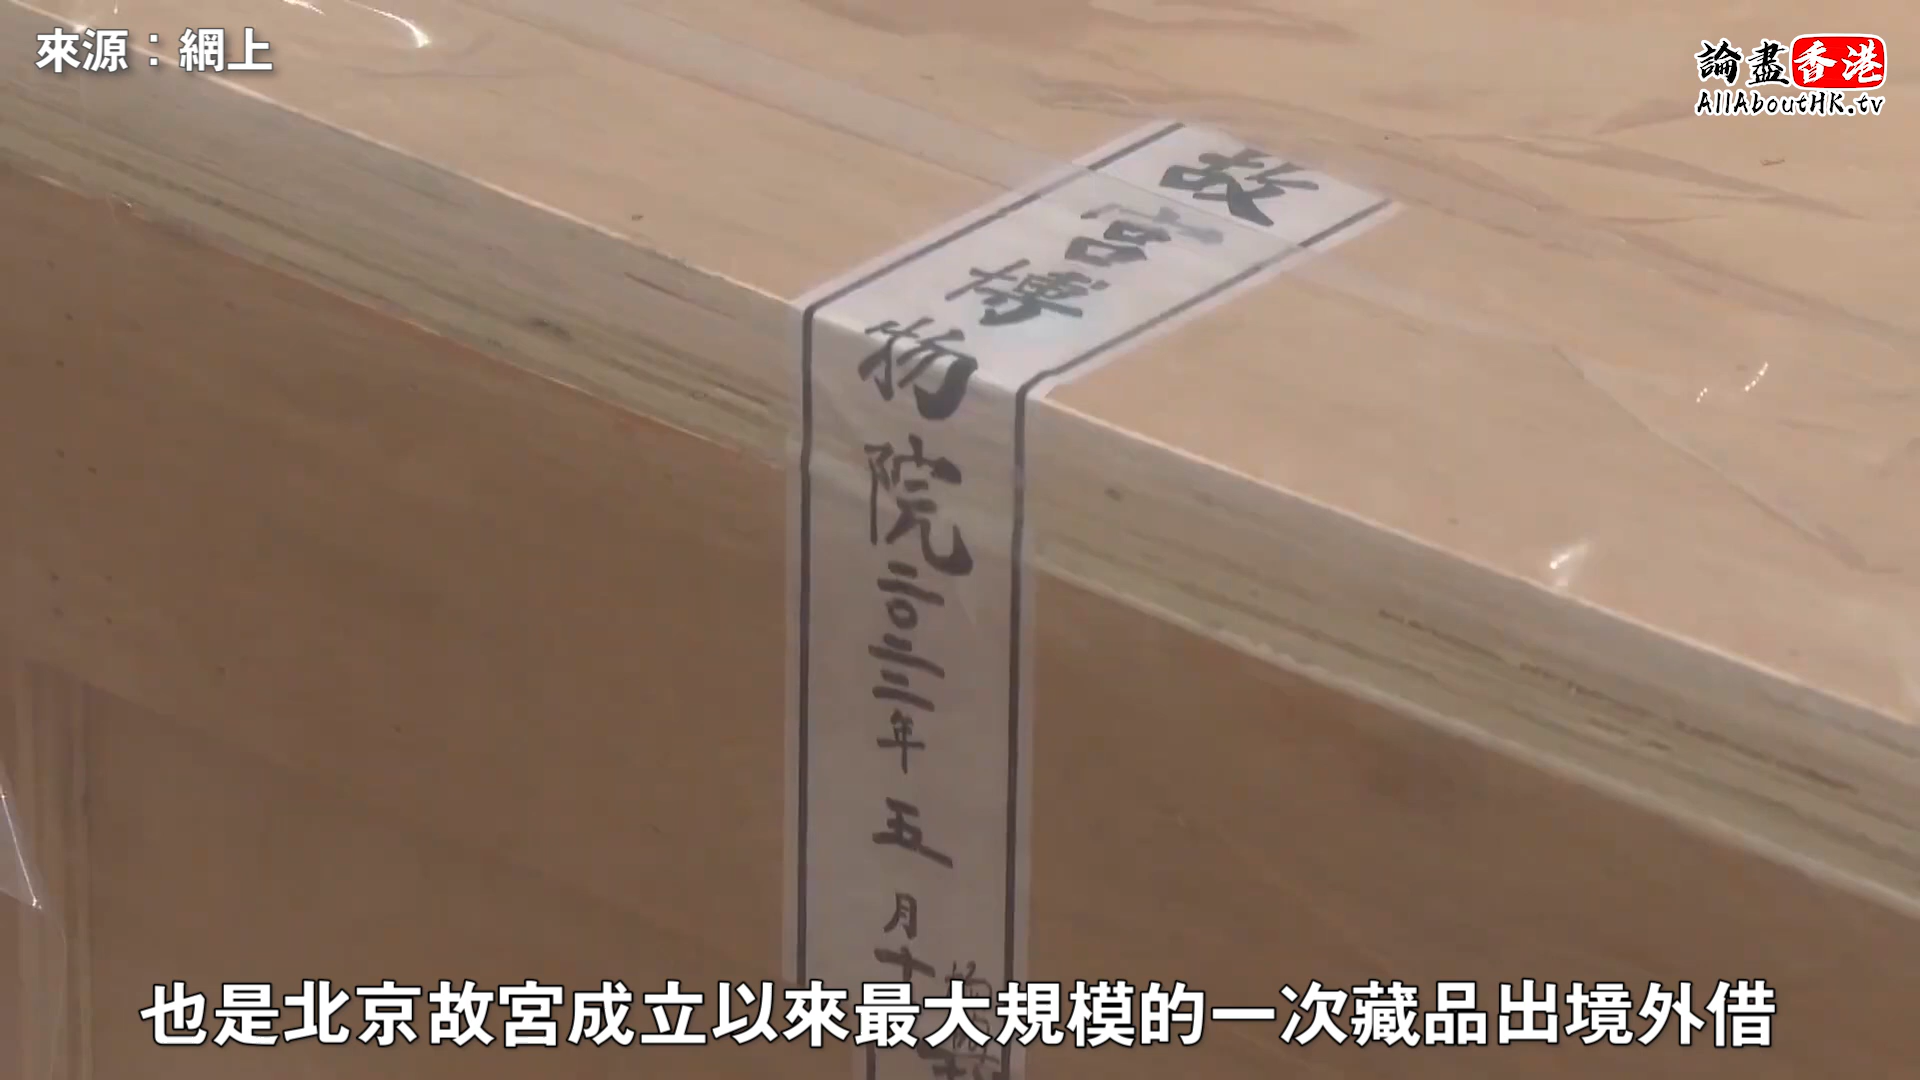 來源：網上
論盡香港
AllAboutHK.tv
故宮博物院二〇二二年五月十
也是北京故宮成立以來最大規模的一次藏品出境外借